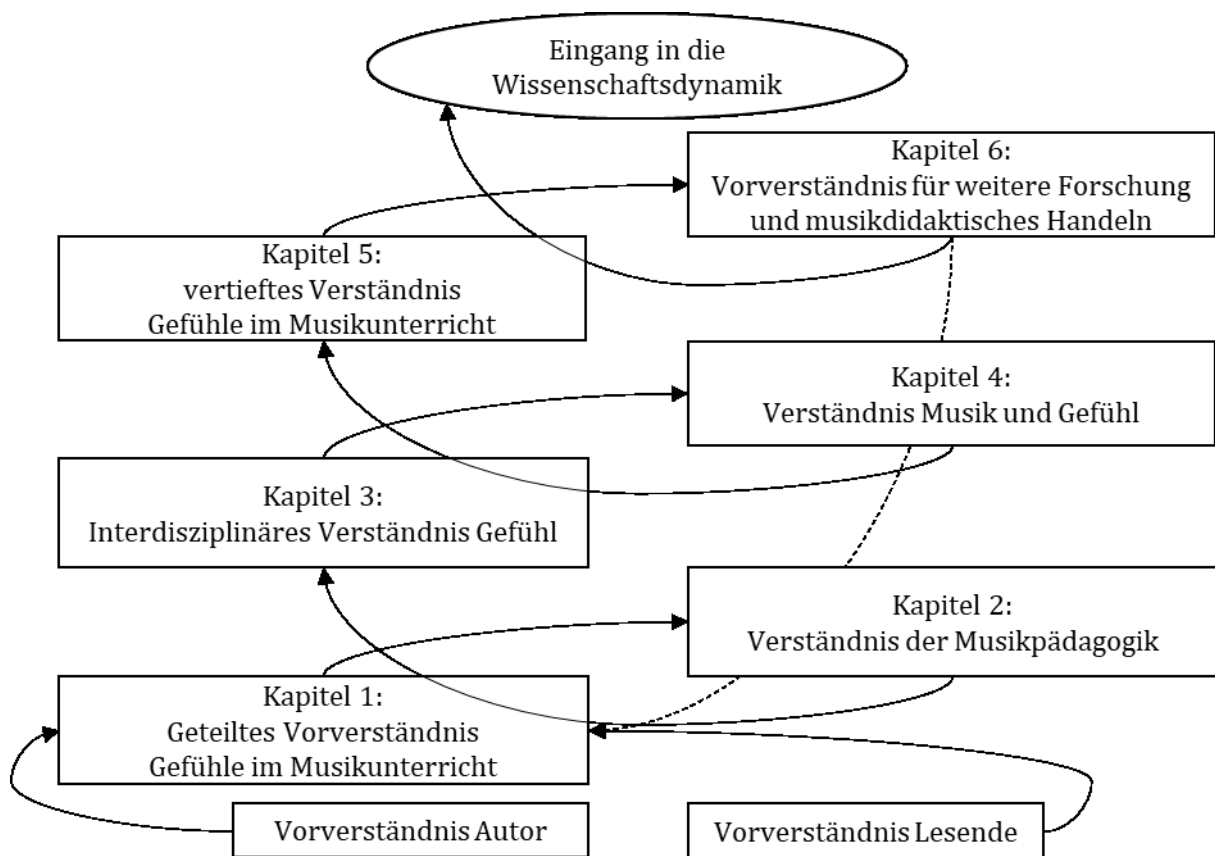 Eingang in die
Wissenschaftsdynamik
Kapitel 6:
Vorverständnis für weitere Forschung
und musikdidaktisches Handeln
Kapitel 5:
vertieftes Verständnis
Gefühle im Musikunterricht
Kapitel 4:
Verständnis Musik und Gefühl
Kapitel 3:
Interdisziplinäres Verständnis Gefühl
Kapitel 2:
Verständnis der Musikpädagogik
Kapitel 1:
Geteiltes Vorverständnis
Gefühle im Musikunterricht
Vorverständnis Autor
Vorverständnis Lesende